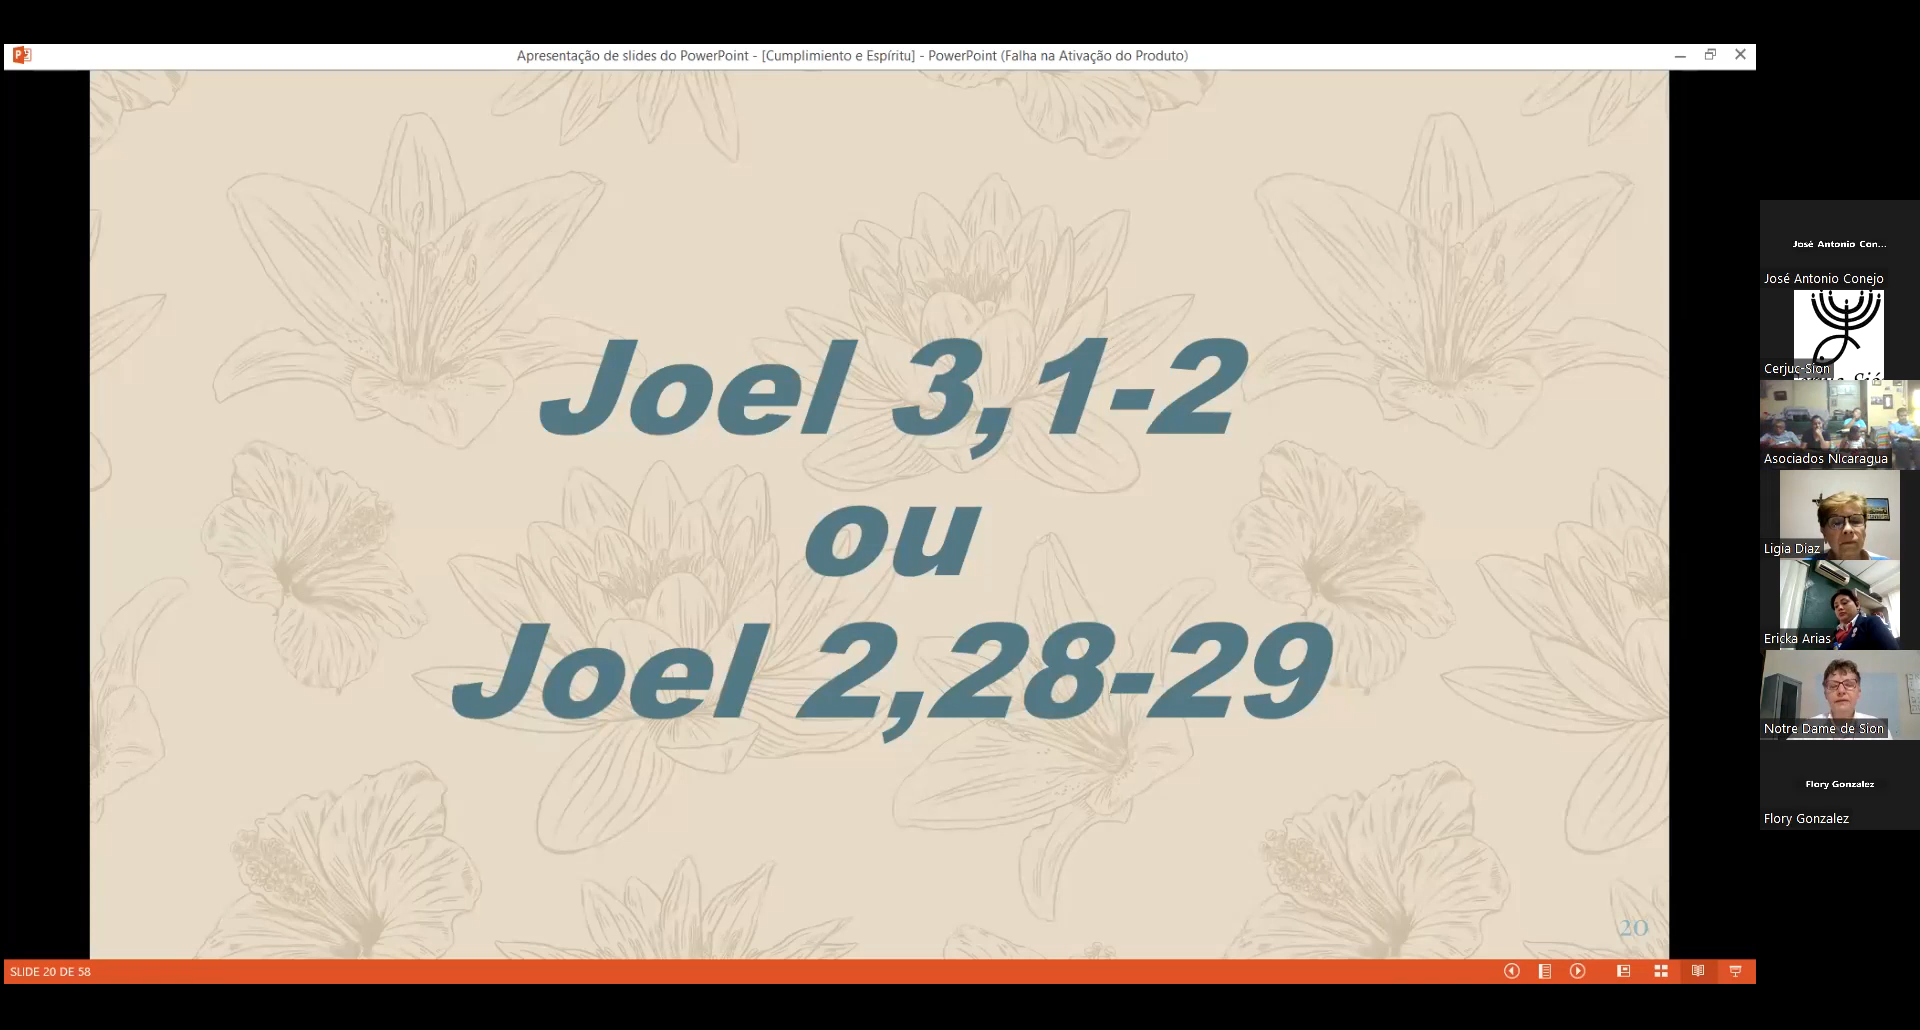 Apresentação de slides do PowerPoint - [Cumplimiento e Espíritu] - PowerPoint (Falha na Ativação do Produto)
Joel 3,1-2
ou
Joel 2,28-29
20
SLIDE 20 DE 58
José Antonio Con...
José Antonio Conejo
Cerjuc-Sion
Asociados NIcaragua
Ligia Diaz
Ericka Arias
Notre Dame de Sion
Flory Gonzalez
Flory Gonzalez